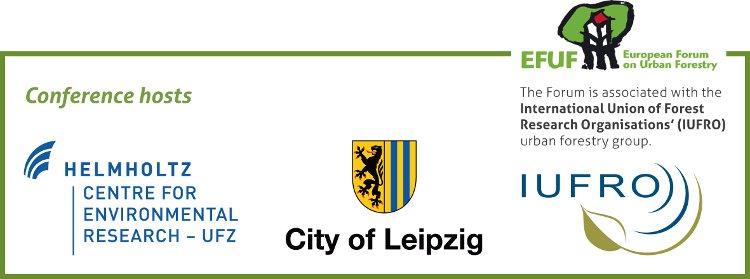 EFUF European Forum
on Urban Forestry
Conference hosts
The Forum is associated with the
International Union of Forest
Research Organisations‘ (IUFRO)
urban forestry group.
HELMHOLTZ
CENTRE FOR
ENVIRONMENTAL
RESEARCH – UFZ
City of Leipzig
IUFRO